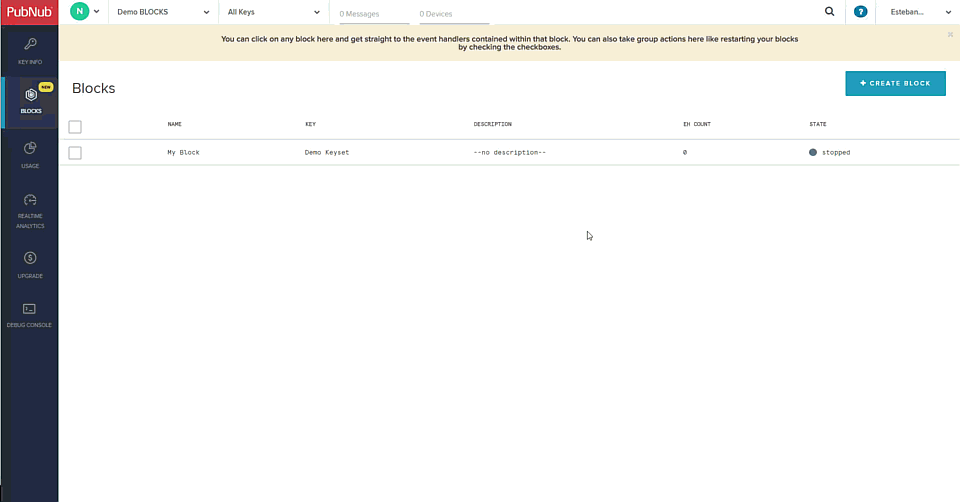 PubNub
N
Demo BLOCKS
All Keys
0 Messages
0 Devices
?
Esteban...
You can click on any block here and get straight to the event handlers contained within that block. You can also take group actions here like restarting your blocks
by checking the checkboxes.
KEY INFO
NEW
BLOCKS
USAGE
REALTIME
ANALYTICS
UPGRADE
DEBUG CONSOLE
Blocks
+ CREATE BLOCK
NAME KEY DESCRIPTION EH COUNT STATE
My Block Demo Keyset --no description-- 0 stopped